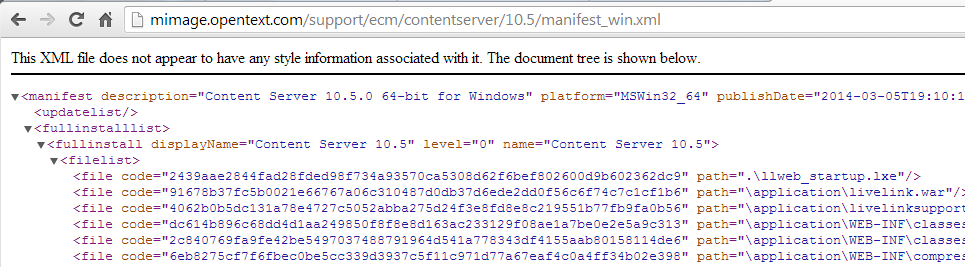 mimage.opentext.com/support/ecm/contentserver/10.5/manifest_win.xml
This XML file does not appear to have any style information associated with it. The document tree is shown below.
▼<manifest description="Content Server 10.5.0 64-bit for Windows" platform="MSWin32_64" publishDate="2014-03-05T19:10:1
<updatelist/>
▼<fullinstalllist>
▼<fullinstall displayName="Content Server 10.5" level="0" name="Content Server 10.5">
▼<filelist>
<file code="2439aae2844fad28fded98f734a93570ca5308d62f6bef802600d9b602362dc9" path=".\llweb_startup.lxe"/>
<file code="91678b37fc5b0021e66767a06c310487d0db37d6ede2dd0f56c6f74c7c1cf1b6" path="\application\livelink.war"/>
<file code="4062b0b5dc131a78e4727c5052abba275d24f3e8fd8e8c219551b77fb9fa0b56" path="\application\livelinksupport
<file code="dc614b896c68dd4d1aa249850f8f8e8d163ac233129f08ae1a7be0e2e5a9c313" path="\application\WEB-INF\classes
<file code="2c840769fa9fe42be5497037488791964d541a778343df4155aab80158114de6" path="\application\WEB-INF\classes
<file code="6eb8275cf7f6fbec0be5cc339d3937c5f11c971d77a67eaf4c0a4ff34b02e398" path="\application\WEB-INF\compres